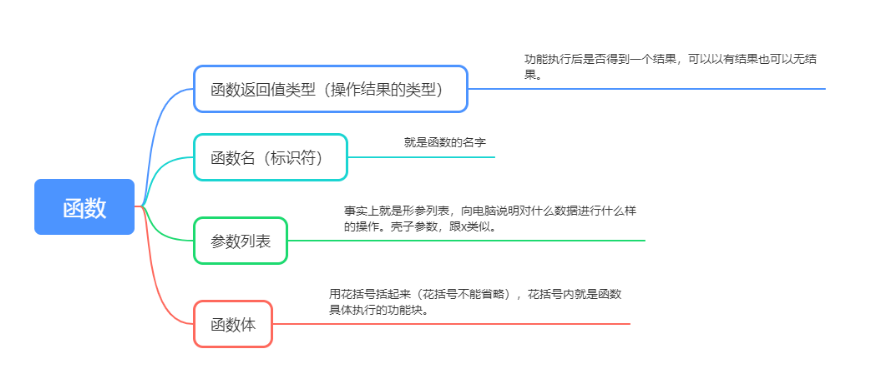 函数
函数返回值类型（操作结果的类型）
功能执行后是否得到一个结果，可以以有结果也可以无结
果。
函数名（标识符）
就是函数的名字
参数列表
事实上就是形参列表，向电脑说明对什么数据进行什么样
的操作。壳子参数，跟x类似。
函数体
用花括号括起来（花括号不能省略），花括号内就是函数
具体执行的功能块。